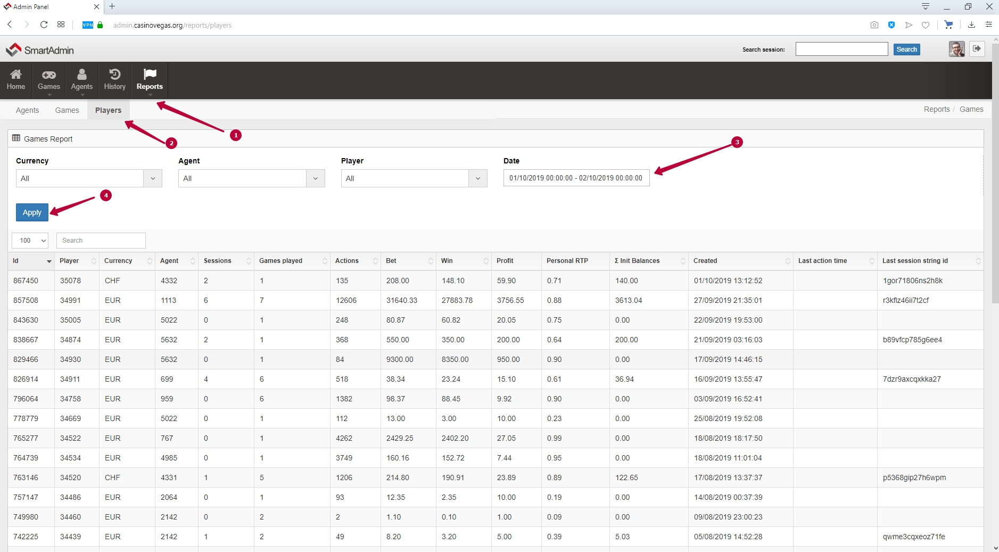 Admin Panel
VPN admin.casinovegas.org/reports/players
SmartAdmin
Search session: Search
Home Games Agents History Reports
1
Agents Games Players
Reports / Games
2
3
Games Report
Currency Agent Player Date
All All All 01/10/2019 00:00:00 - 02/10/2019 00:00:00
4
Apply
100 Search
Id Player Currency Agent Sessions Games played Actions Bet Win Profit Personal RTP Σ Init Balances Created Last action time Last session string id
867450 35078 CHF 4332 2 1 135 208.00 148.10 59.90 0.71 140.00 01/10/2019 13:12:52 1gor71806ns2h8k
857508 34991 EUR 1113 6 7 12606 31640.33 27883.78 3756.55 0.88 3613.04 27/09/2019 21:35:01 r3kflz46ii7t2cf
843630 35005 EUR 5022 0 1 248 80.87 60.82 20.05 0.75 0.00 22/09/2019 19:53:00
838667 34874 EUR 5632 2 1 368 550.00 350.00 200.00 0.64 200.00 21/09/2019 03:16:03 b89vfcp785g6ee4
829466 34930 EUR 5632 0 1 84 9300.00 8350.00 950.00 0.90 0.00 17/09/2019 14:46:15
826914 34911 EUR 699 4 6 518 38.34 23.24 15.10 0.61 36.94 16/09/2019 13:55:47 7dzr9axcqxkka27
796064 34758 EUR 959 0 6 1382 98.37 88.45 9.92 0.90 0.00 03/09/2019 16:52:41
778779 34669 EUR 5022 0 1 112 13.00 3.00 10.00 0.23 0.00 25/08/2019 19:52:08
765277 34522 EUR 767 0 1 4262 2429.25 2402.20 27.05 0.99 0.00 18/08/2019 18:17:50
764739 34534 EUR 4985 0 1 3749 160.16 152.72 7.44 0.95 0.00 18/08/2019 11:01:04
763146 34520 CHF 4331 1 5 1206 214.80 190.91 23.89 0.89 122.65 17/08/2019 13:37:37 p5368gip27h6wpm
757147 34486 EUR 2064 0 1 93 12.35 2.35 10.00 0.19 0.00 14/08/2019 00:37:39
749980 34460 EUR 2142 0 2 2 1.10 0.10 1.00 0.09 0.00 09/08/2019 23:00:23
742225 34439 EUR 2142 1 2 49 8.20 3.20 5.00 0.39 5.03 05/08/2019 14:52:28 qwme3cqxeoz71fe